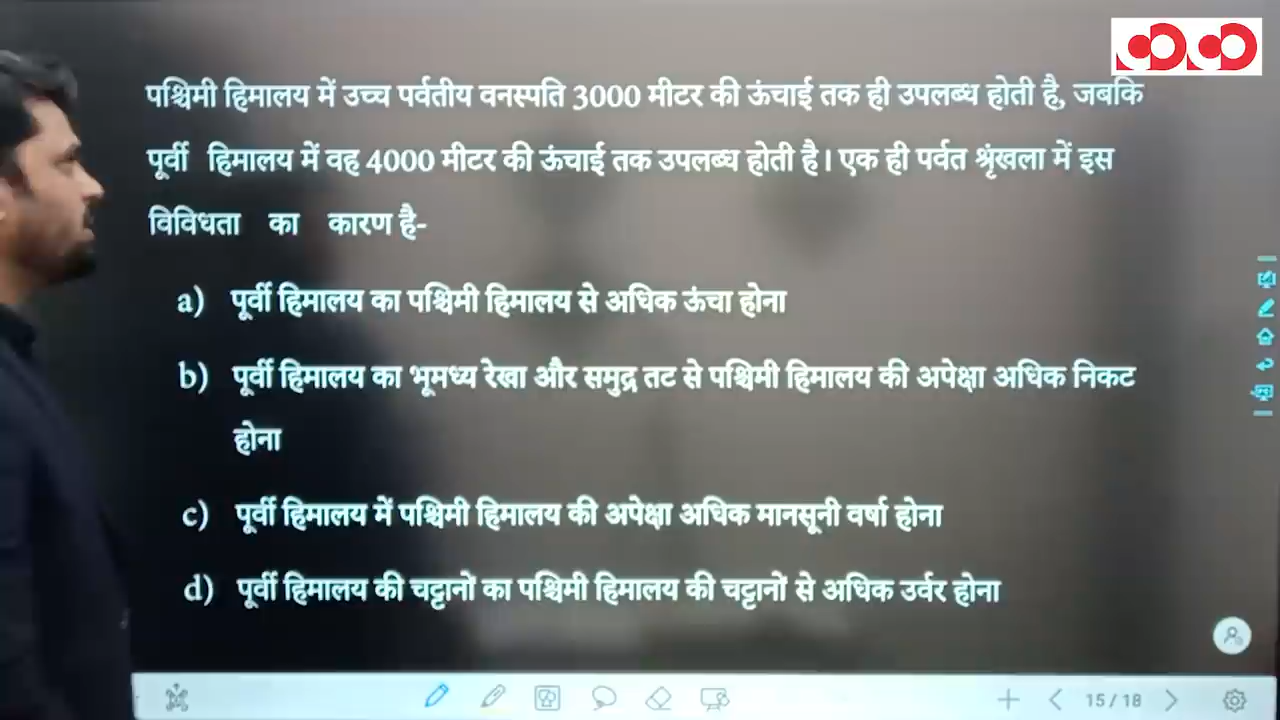 पश्चिमी हिमालय में उच्च पर्वतीय वनस्पति 3000 मीटर की ऊंचाई तक ही उपलब्ध होती है, जबकि
पूर्वी हिमालय में वह 4000 मीटर की ऊंचाई तक उपलब्ध होती है। एक ही पर्वत श्रृंखला में इस
विविधता का कारण है-
a) पूर्वी हिमालय का पश्चिमी हिमालय से अधिक ऊंचा होना
b) पूर्वी हिमालय का भूमध्य रेखा और समुद्र तट से पश्चिमी हिमालय की अपेक्षा अधिक निकट
होना
c) पूर्वी हिमालय में पश्चिमी हिमालय की अपेक्षा अधिक मानसूनी वर्षा होना
d) पूर्वी हिमालय की चट्टानों का पश्चिमी हिमालय की चट्टानों से अधिक उर्वर होना
15 / 18